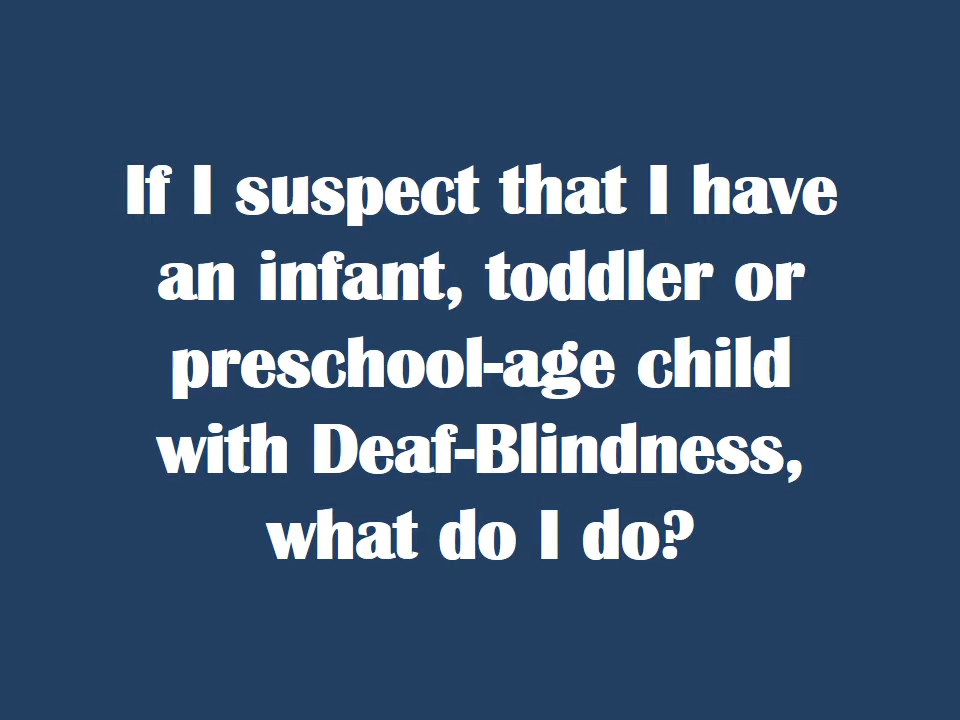 If I suspect that I have
an infant, toddler or
preschool-age child
with Deaf-Blindness,
what do I do?